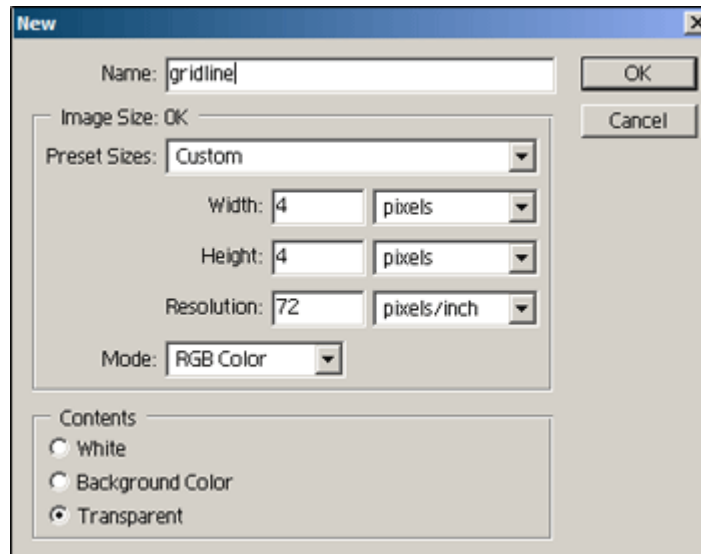 New
Name: gridline
OK
Image Size: 0K
Cancel
Preset Sizes: Custom
Width: 4 pixels
Height: 4 pixels
Resolution: 72 pixels/inch
Mode: RGB Color
Contents
White
Background Color
Transparent